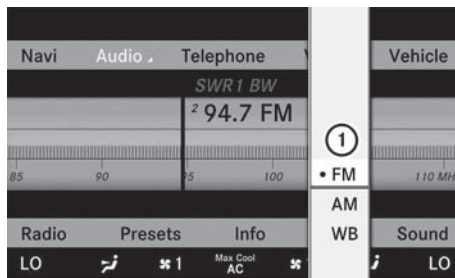 Navi Audio Telephone V Vehicle
SWR1 BW
2 94.7 FM
1
• FM
85 90 95 100 110 MH
AM
Radio Presets Info WB Sound
LO 1 Max Cool AC LO